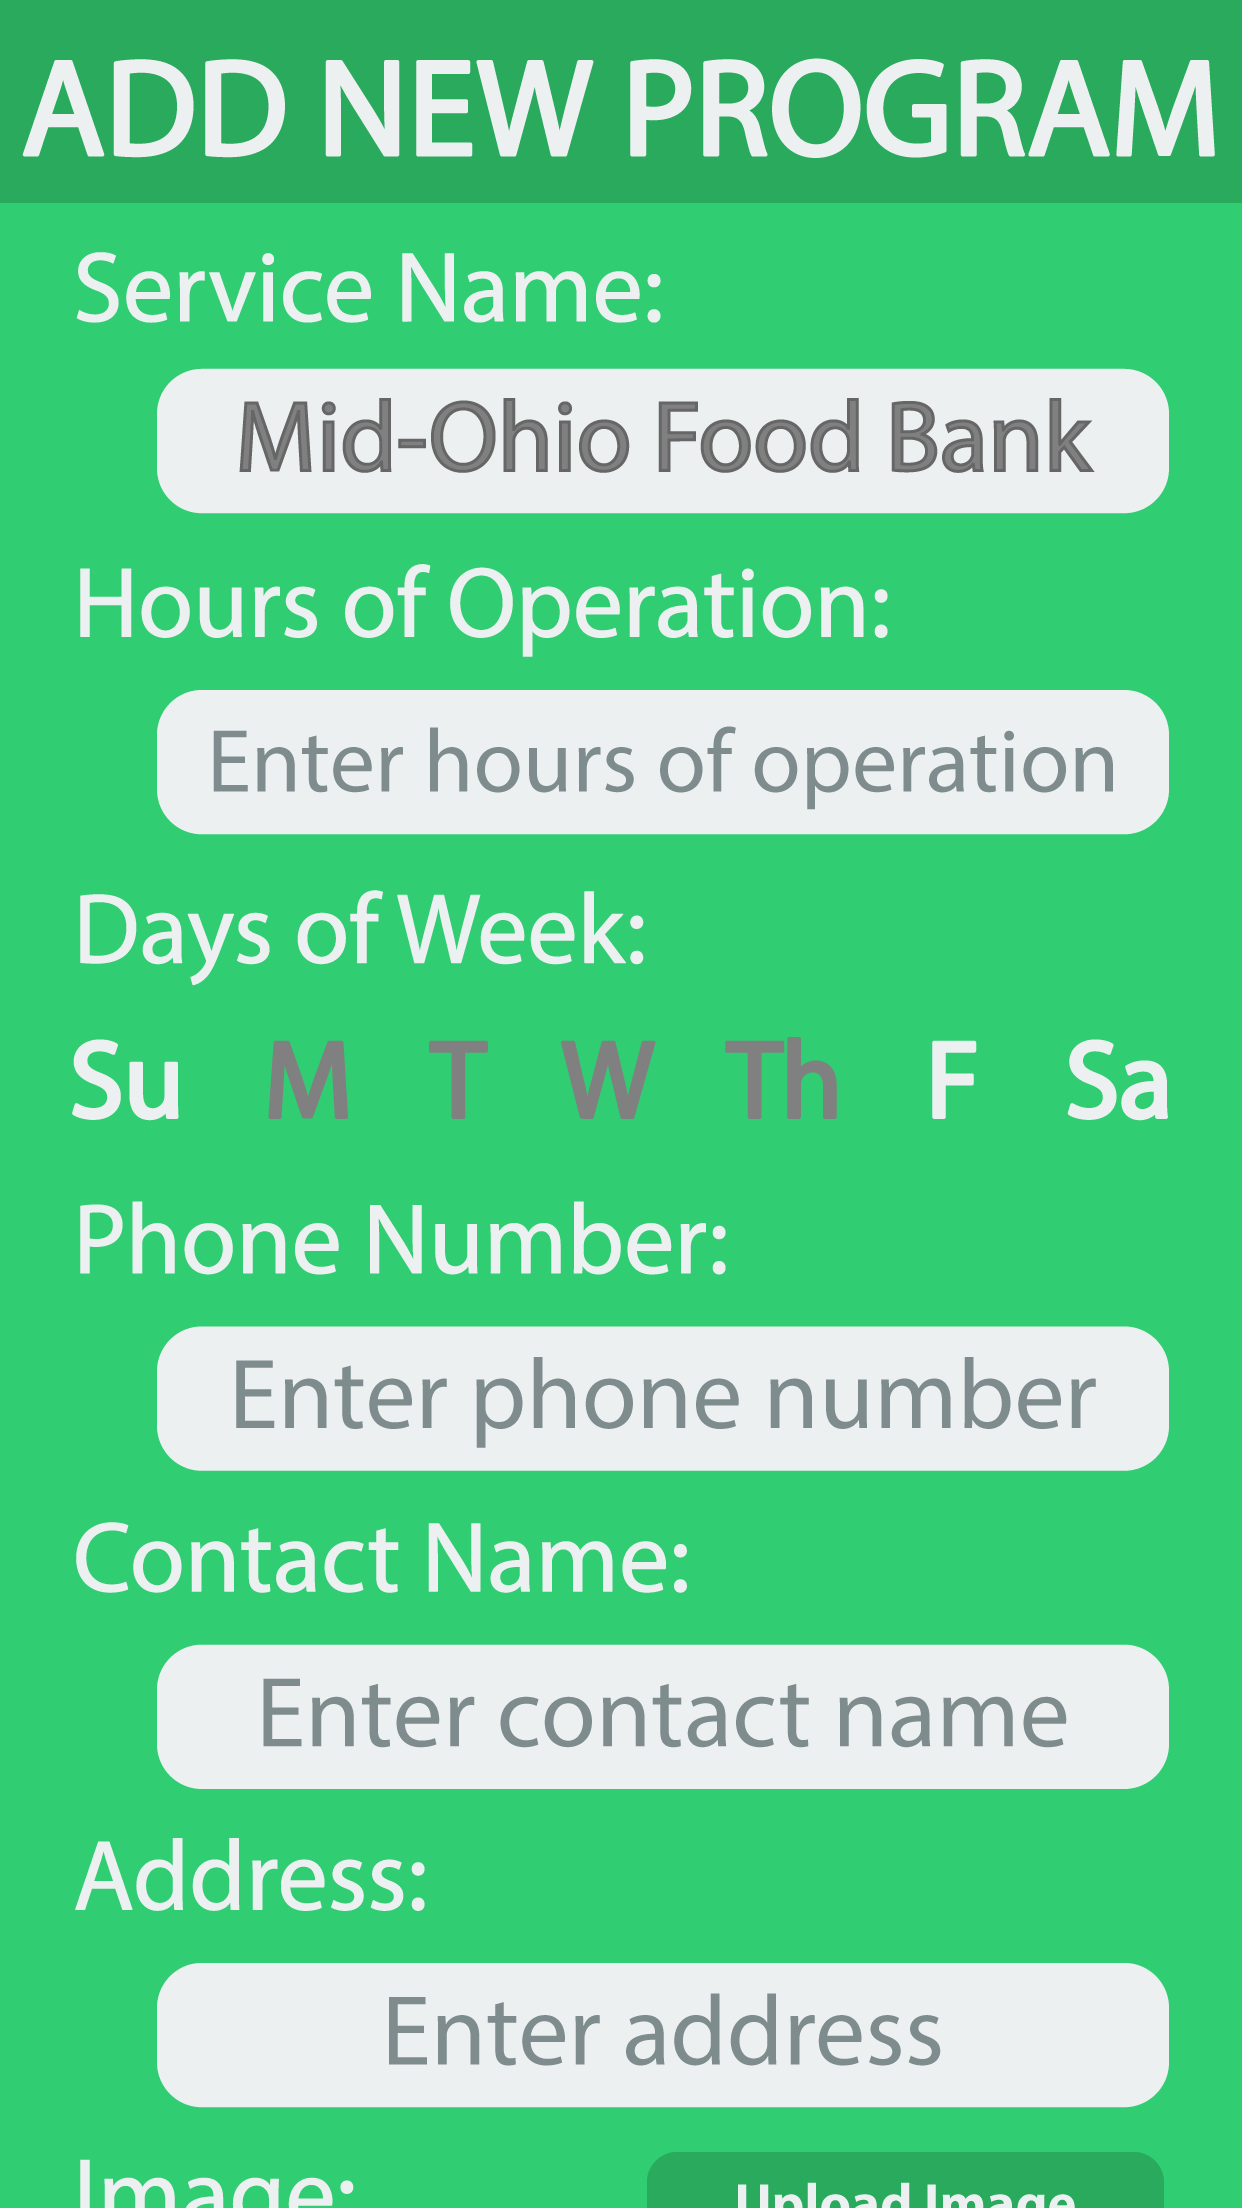 ADD NEW PROGRAM
Service Name:
Mid-Ohio Food Bank
Hours of Operation:
Enter hours of operation
Days of Week:
Su M T W Th F Sa
Phone Number:
Enter phone number
Contact Name:
Enter contact name
Address:
Enter address
Image: Upload Image